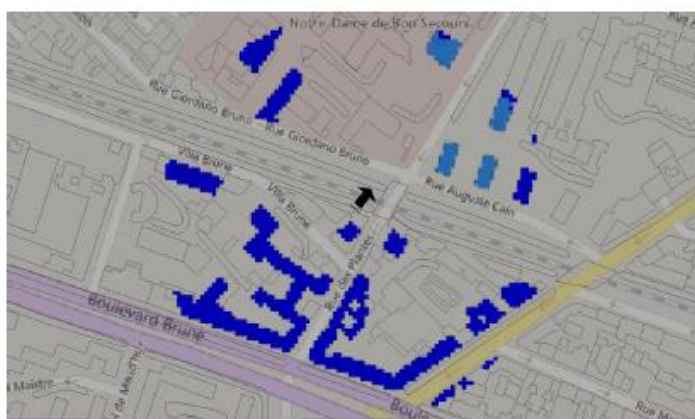 Notre-Dame de Bon Secours
Rue Giordano Bruno
Rue Giordano Bruno
Villa Brune
Villa Brune
Rue Auguste Cain
Rue des Plantes
Boulevard Brune
Maistre